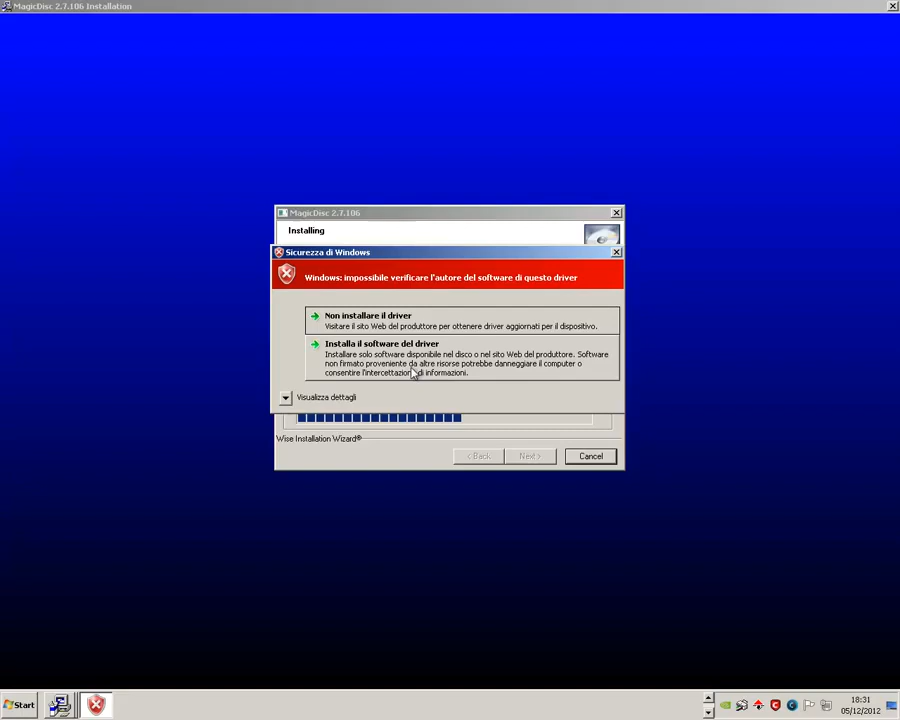 MagicDisc 2.7.106 Installation
MagicDisc 2.7.106
Installing
Sicurezza di Windows
Windows: impossibile verificare l'autore del software di questo driver
Non installare il driver
Visitare il sito Web del produttore per ottenere driver aggiornati per il dispositivo.
Installa il software del driver
Installare solo software disponibile nel disco o nel sito Web del produttore. Software
non firmato proveniente da altre risorse potrebbe danneggiare il computer o
consentire l'intercettazione di informazioni.
Visualizza dettagli
Wise Installation Wizard®
< Back
Next >
Cancel
Start
18:31
05/12/2012